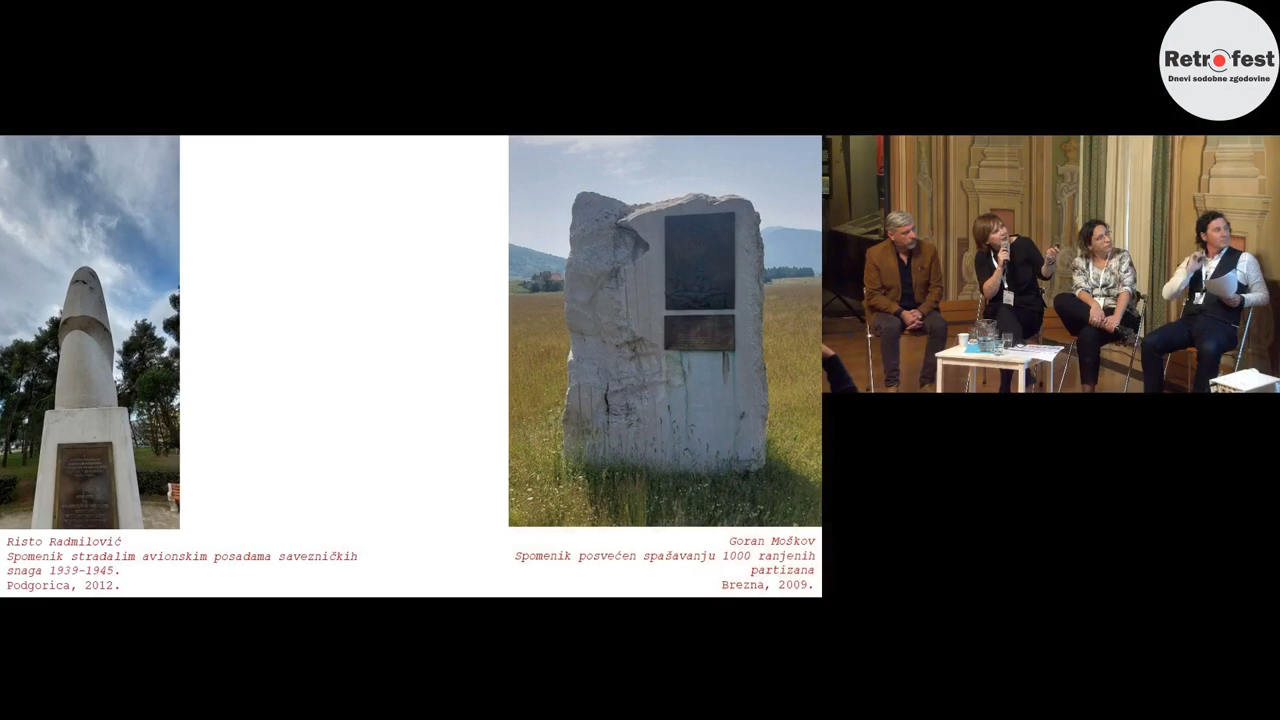 Retrofest
Dnevi sodobne zgodovine
Risto Radmilović
Spomenik stradalim avionskim posadama savezničkih
snaga 1939-1945.
Podgorica, 2012.
Goran Moškov
Spomenik posvećen spašavanju 1000 ranjenih
partizana
Brezna, 2009.